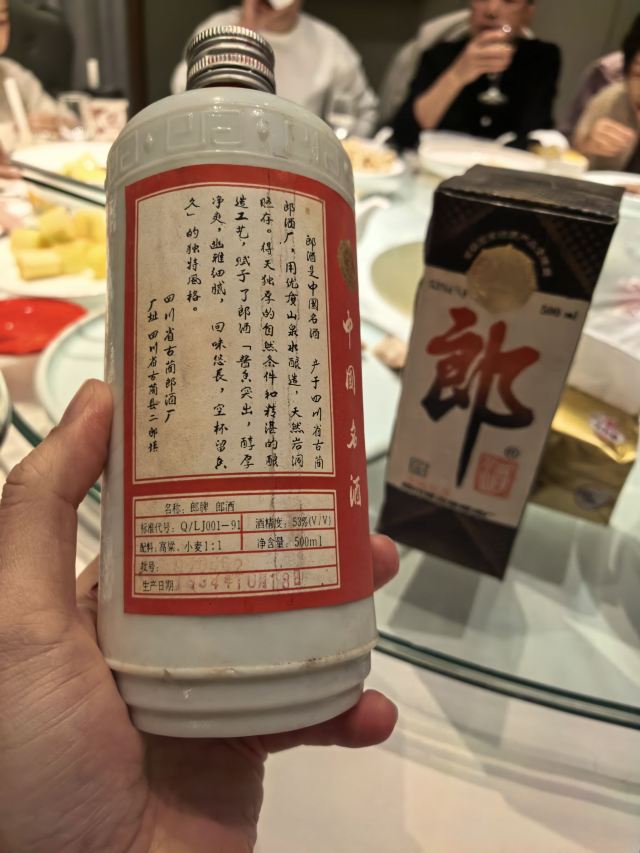 郎酒是中国名酒 产于四川省古蔺
郎酒厂，用优质山泉水酿造，天然岩洞
贮存。得天独厚的自然条件和精湛的酿
造工艺，赋予了郎酒「酱香突出，醇厚
净爽，幽雅细腻，回味悠長，空杯留香
久」的独特風格。
四川省古蔺郎酒厂
厂址 四川省古蔺县二郎镇
中国名酒
名称：郎牌 郎酒
标准代号：Q/LJ001-91 酒精度：53%(V/V)
配料：高粱、小麦1:1 净含量：500ml
批号：
生产日期
53%V/V 500 ml
郎®
酒